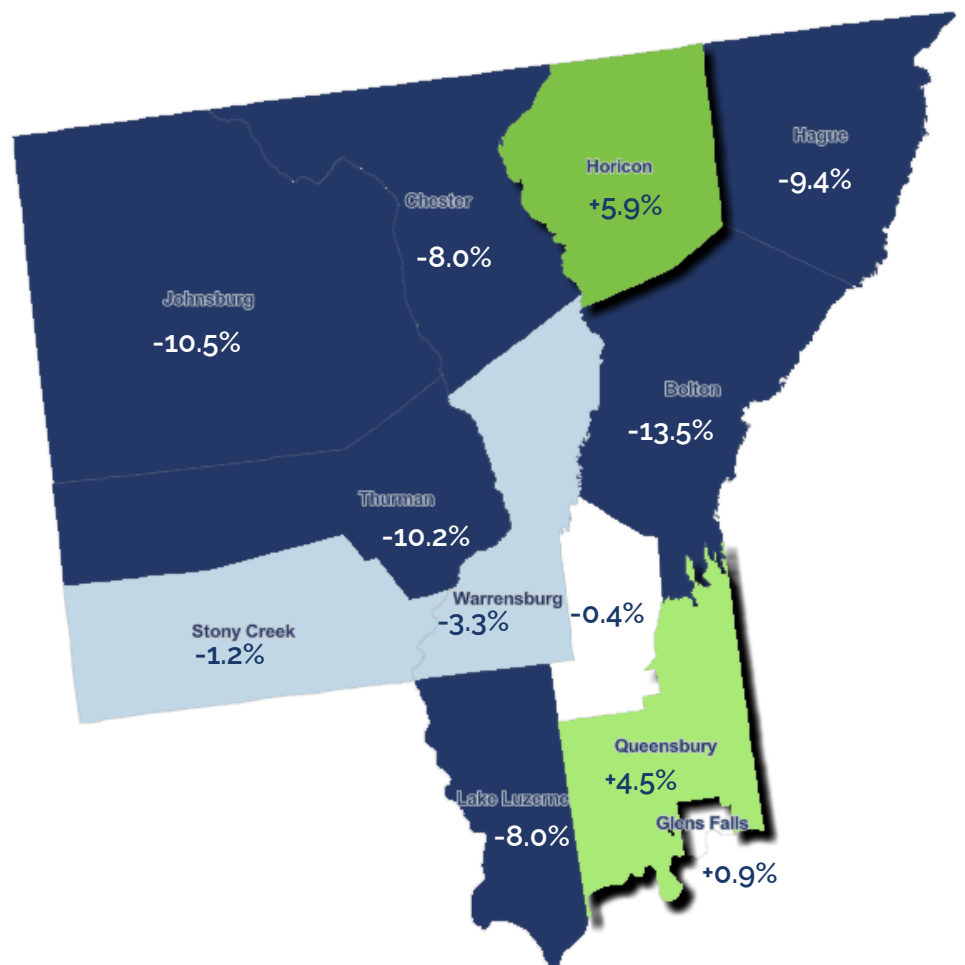 Hague
-9.4%
Horicon
+5.9%
Chester
-8.0%
Johnsburg
-10.5%
Bolton
-13.5%
Thurman
-10.2%
Warrensburg
-3.3%
-0.4%
Stony Creek
-1.2%
Queensbury
+4.5%
Lake Luzerne
-8.0%
Glens Falls
+0.9%